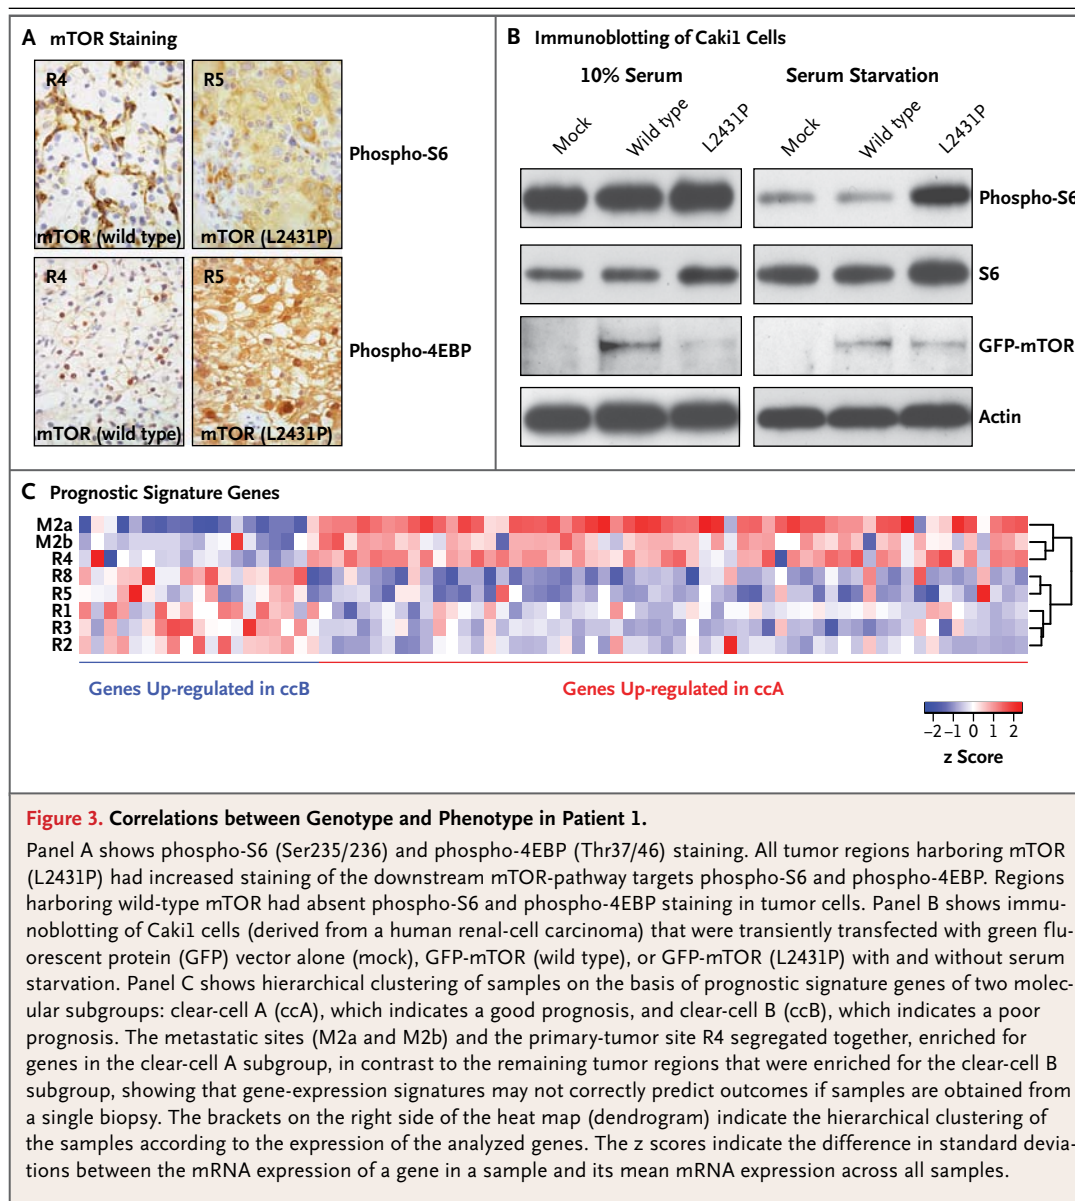 A mTOR Staining
R4
R5
mTOR (wild type)
mTOR (L2431P)
Phospho-S6
R4
R5
mTOR (wild type)
mTOR (L2431P)
Phospho-4EBP
B Immunoblotting of Caki1 Cells
10% Serum
Serum Starvation
Mock
Wild type
L2431P
Mock
Wild type
L2431P
Phospho-S6
S6
GFP-mTOR
Actin
C Prognostic Signature Genes
M2a
M2b
R4
R8
R5
R1
R3
R2
Genes Up-regulated in ccB
Genes Up-regulated in ccA
−2 −1 0 1 2
z Score
Figure 3. Correlations between Genotype and Phenotype in Patient 1.
Panel A shows phospho-S6 (Ser235/236) and phospho-4EBP (Thr37/46) staining. All tumor regions harboring mTOR
(L2431P) had increased staining of the downstream mTOR-pathway targets phospho-S6 and phospho-4EBP. Regions
harboring wild-type mTOR had absent phospho-S6 and phospho-4EBP staining in tumor cells. Panel B shows immu-
noblotting of Caki1 cells (derived from a human renal-cell carcinoma) that were transiently transfected with green flu-
orescent protein (GFP) vector alone (mock), GFP-mTOR (wild type), or GFP-mTOR (L2431P) with and without serum
starvation. Panel C shows hierarchical clustering of samples on the basis of prognostic signature genes of two molec-
ular subgroups: clear-cell A (ccA), which indicates a good prognosis, and clear-cell B (ccB), which indicates a poor
prognosis. The metastatic sites (M2a and M2b) and the primary-tumor site R4 segregated together, enriched for
genes in the clear-cell A subgroup, in contrast to the remaining tumor regions that were enriched for the clear-cell B
subgroup, showing that gene-expression signatures may not correctly predict outcomes if samples are obtained from
a single biopsy. The brackets on the right side of the heat map (dendrogram) indicate the hierarchical clustering of
the samples according to the expression of the analyzed genes. The z scores indicate the difference in standard devia-
tions between the mRNA expression of a gene in a sample and its mean mRNA expression across all samples.